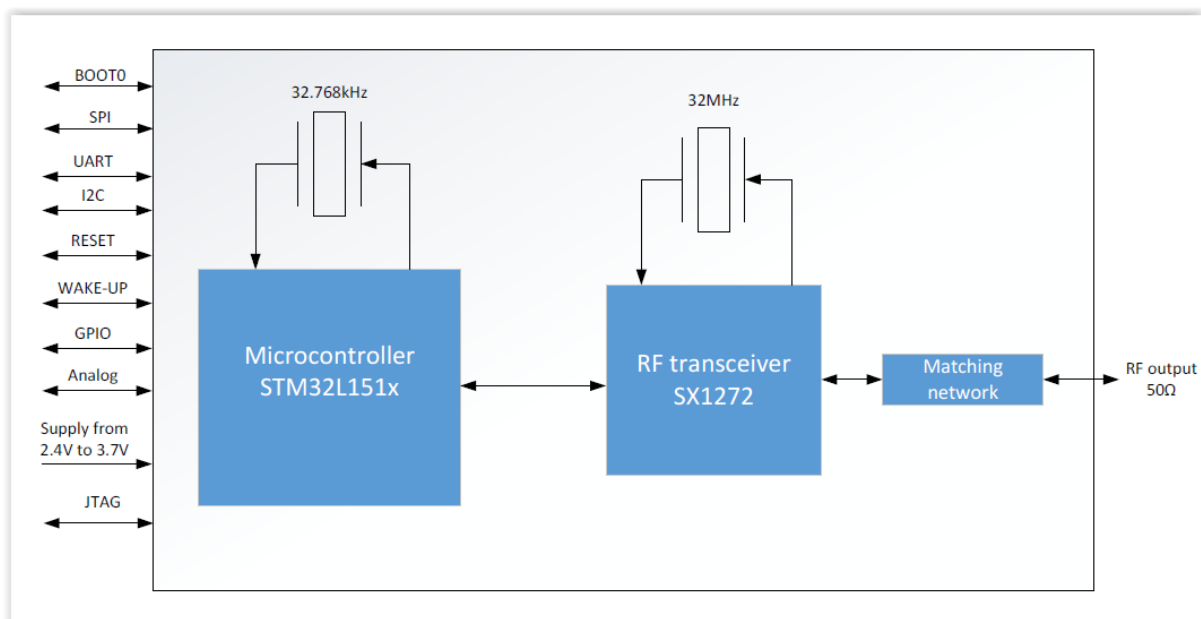 BOOT0
SPI
UART
I2C
RESET
WAKE-UP
GPIO
Analog
Supply from
2.4V to 3.7V
JTAG
32.768kHz
Microcontroller
STM32L151x
32MHz
RF transceiver
SX1272
Matching
network
RF output
50Ω